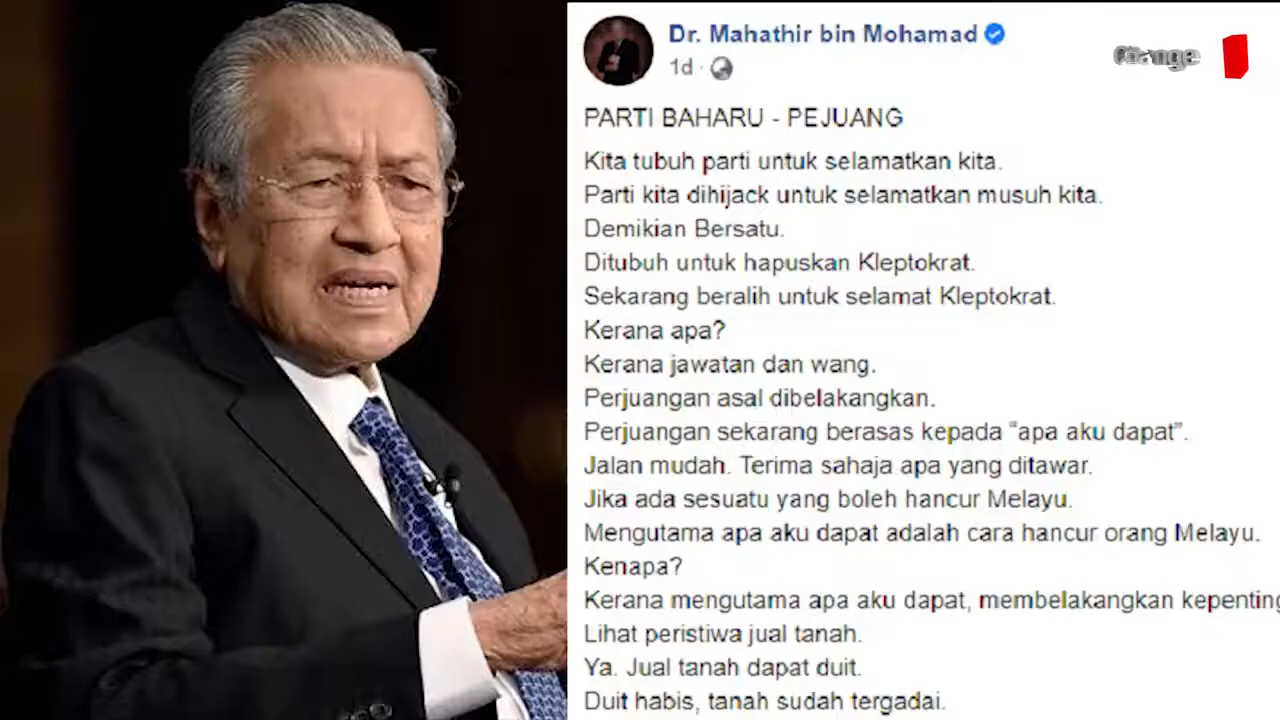 Dr. Mahathir bin Mohamad
1d ·
PARTI BAHARU - PEJUANG
Kita tubuh parti untuk selamatkan kita.
Parti kita dihijack untuk selamatkan musuh kita.
Demikian Bersatu.
Ditubuh untuk hapuskan Kleptokrat.
Sekarang beralih untuk selamat Kleptokrat.
Kerana apa?
Kerana jawatan dan wang.
Perjuangan asal dibelakangkan.
Perjuangan sekarang berasas kepada “apa aku dapat”.
Jalan mudah. Terima sahaja apa yang ditawar.
Jika ada sesuatu yang boleh hancur Melayu.
Mengutama apa aku dapat adalah cara hancur orang Melayu.
Kenapa?
Kerana mengutama apa aku dapat, membelakangkan kepenting
Lihat peristiwa jual tanah.
Ya. Jual tanah dapat duit.
Duit habis, tanah sudah tergadai.